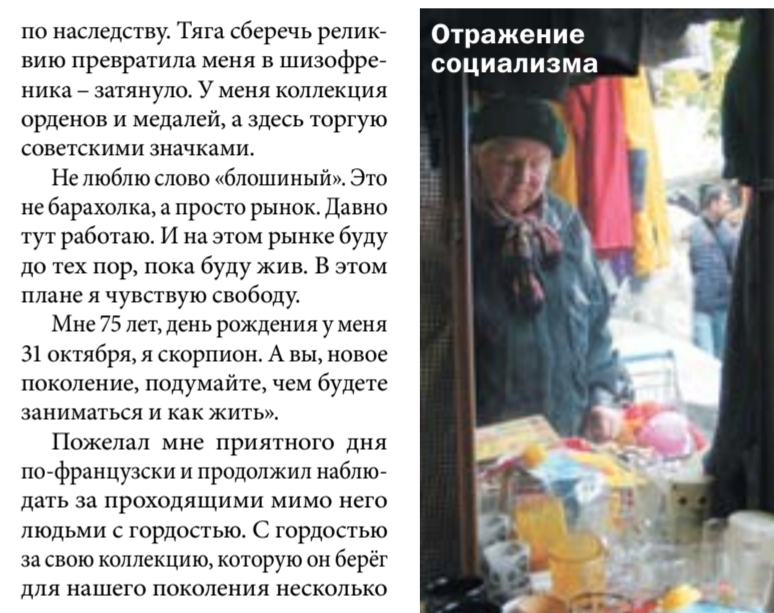 по наследству. Тяга сберечь релик-
вию превратила меня в шизофре-
ника – затянуло. У меня коллекция
орденов и медалей, а здесь торгую
советскими значками.
Не люблю слово «блошиный». Это
не барахолка, а просто рынок. Давно
тут работаю. И на этом рынке буду
до тех пор, пока буду жив. В этом
плане я чувствую свободу.
Мне 75 лет, день рождения у меня
31 октября, я скорпион. А вы, новое
поколение, подумайте, чем будете
заниматься и как жить».
Пожелал мне приятного дня
по-французски и продолжил наблю-
дать за проходящими мимо него
людьми с гордостью. С гордостью
за свою коллекцию, которую он берёг
для нашего поколения несколько
Отражение
социализма